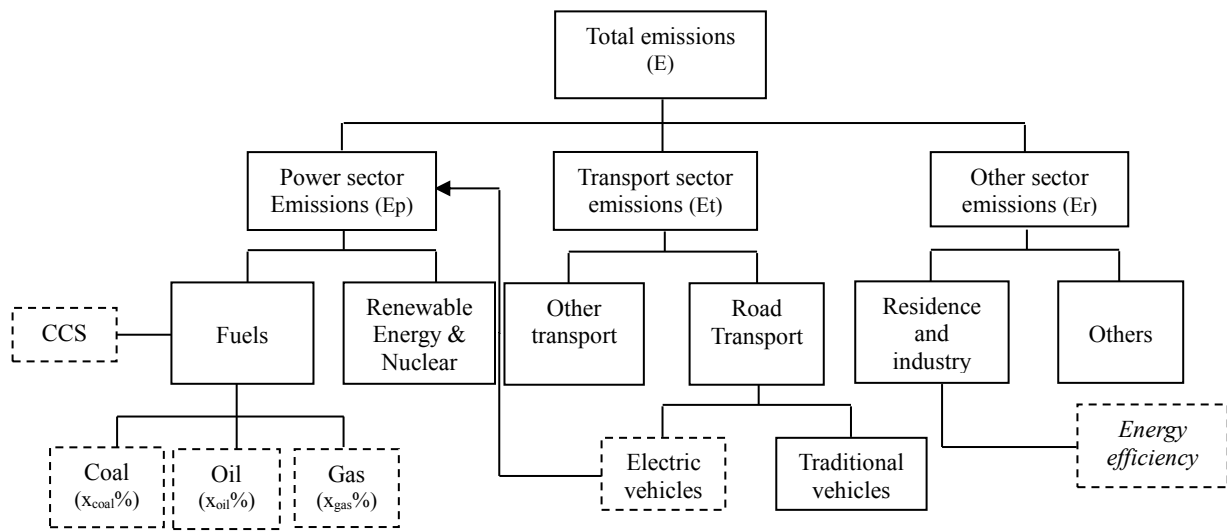 Total emissions
(E)
Power sector
Emissions (Ep)
Transport sector
emissions (Et)
Other sector
emissions (Er)
CCS
Fuels
Renewable
Energy &
Nuclear
Other
transport
Road
Transport
Residence
and
industry
Others
Coal
(xcoal%)
Oil
(xoil%)
Gas
(xgas%)
Electric
vehicles
Traditional
vehicles
Energy
efficiency